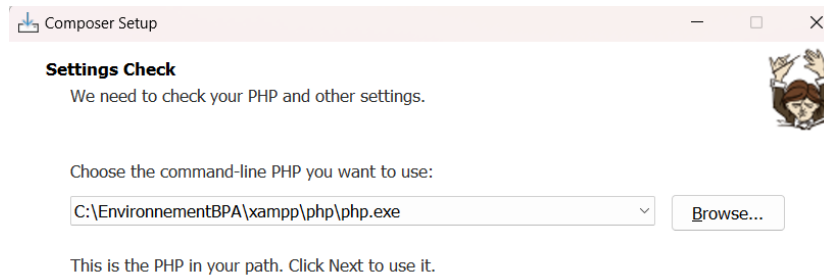 Composer Setup
Settings Check
We need to check your PHP and other settings.
Choose the command-line PHP you want to use:
C:\EnvironnementBPA\xampp\php\php.exe
Browse...
This is the PHP in your path. Click Next to use it.